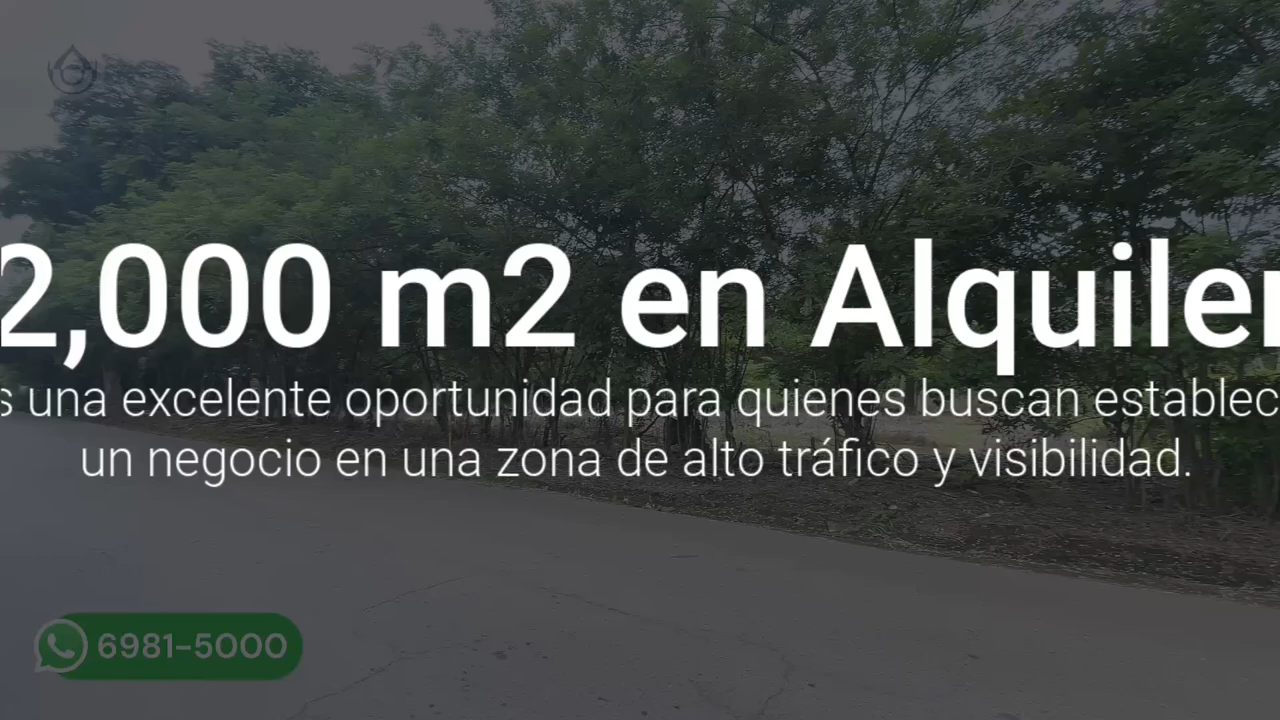 2,000 m2 en Alquiler
s una excelente oportunidad para quienes buscan establec
un negocio en una zona de alto tráfico y visibilidad.
6981-5000